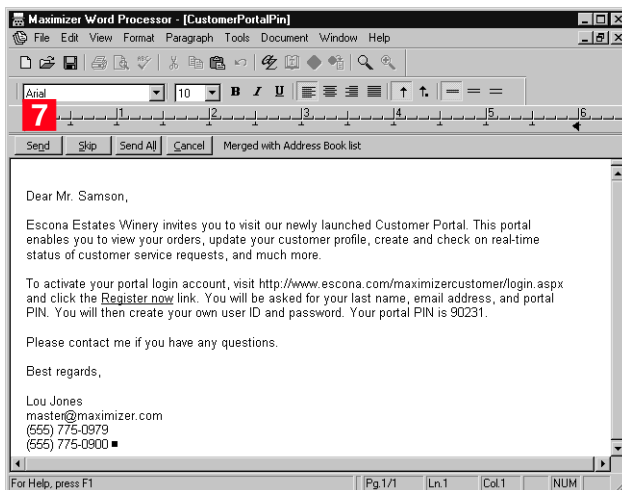 Maximizer Word Processor - [CustomerPortalPin]
File Edit View Format Paragraph Tools Document Window Help
Arial 10 B I U
7 1 2 3 4 5 6
Send Skip Send All Cancel Merged with Address Book list
Dear Mr. Samson,
Escona Estates Winery invites you to visit our newly launched Customer Portal. This portal
enables you to view your orders, update your customer profile, create and check on real-time
status of customer service requests, and much more.
To activate your portal login account, visit http://www.escona.com/maximizercustomer/login.aspx
and click the Register now link. You will be asked for your last name, email address, and portal
PIN. You will then create your own user ID and password. Your portal PIN is 90231.
Please contact me if you have any questions.
Best regards,
Lou Jones
master@maximizer.com
(555) 775-0979
(555) 775-0900
For Help, press F1 Pg.1/1 Ln.1 Col.1 NUM